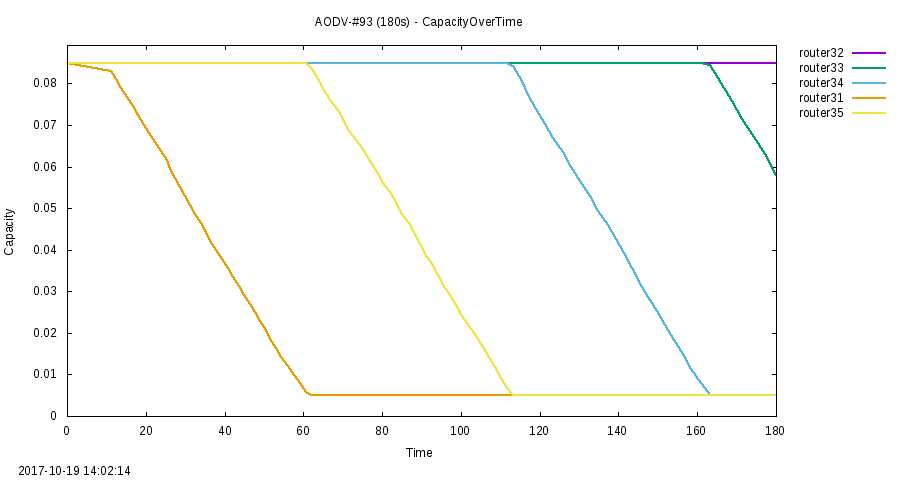 AODV-#93 (180s) - CapacityOverTime
router32
router33
router34
router31
router35
0.08
0.07
0.06
0.05
0.04
0.03
0.02
0.01
0
Capacity
0 20 40 60 80 100 120 140 160 180
Time
2017-10-19 14:02:14